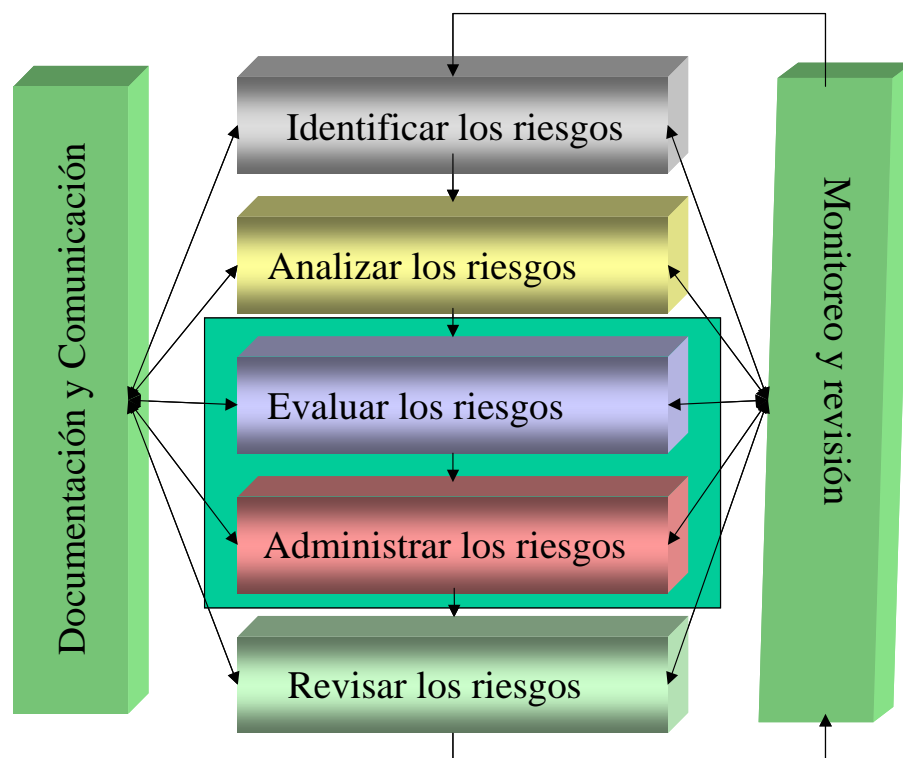 Documentación y Comunicación
Identificar los riesgos
Analizar los riesgos
Evaluar los riesgos
Administrar los riesgos
Revisar los riesgos
Monitoreo y revisión